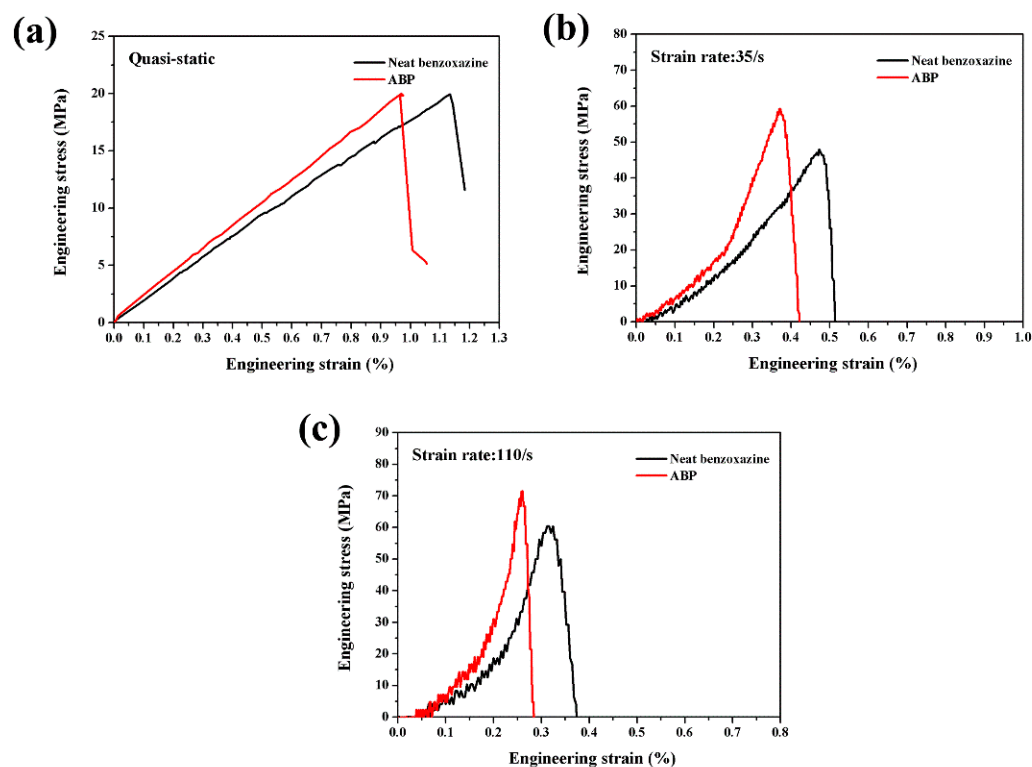 (a)
25
20
15
10
5
0
Engineering stress (MPa)
Quasi-static
Neat benzoxazine
ABP
0.0 0.1 0.2 0.3 0.4 0.5 0.6 0.7 0.8 0.9 1.0 1.1 1.2 1.3
Engineering strain (%)
(b)
80
70
60
50
40
30
20
10
0
Engineering stress (MPa)
Strain rate:35/s
Neat benzoxazine
ABP
0.0 0.1 0.2 0.3 0.4 0.5 0.6 0.7 0.8 0.9 1.0
Engineering strain (%)
(c)
90
80
70
60
50
40
30
20
10
0
Engineering stress (MPa)
Strain rate:110/s
Neat benzoxazine
ABP
0.0 0.1 0.2 0.3 0.4 0.5 0.6 0.7 0.8
Engineering strain (%)